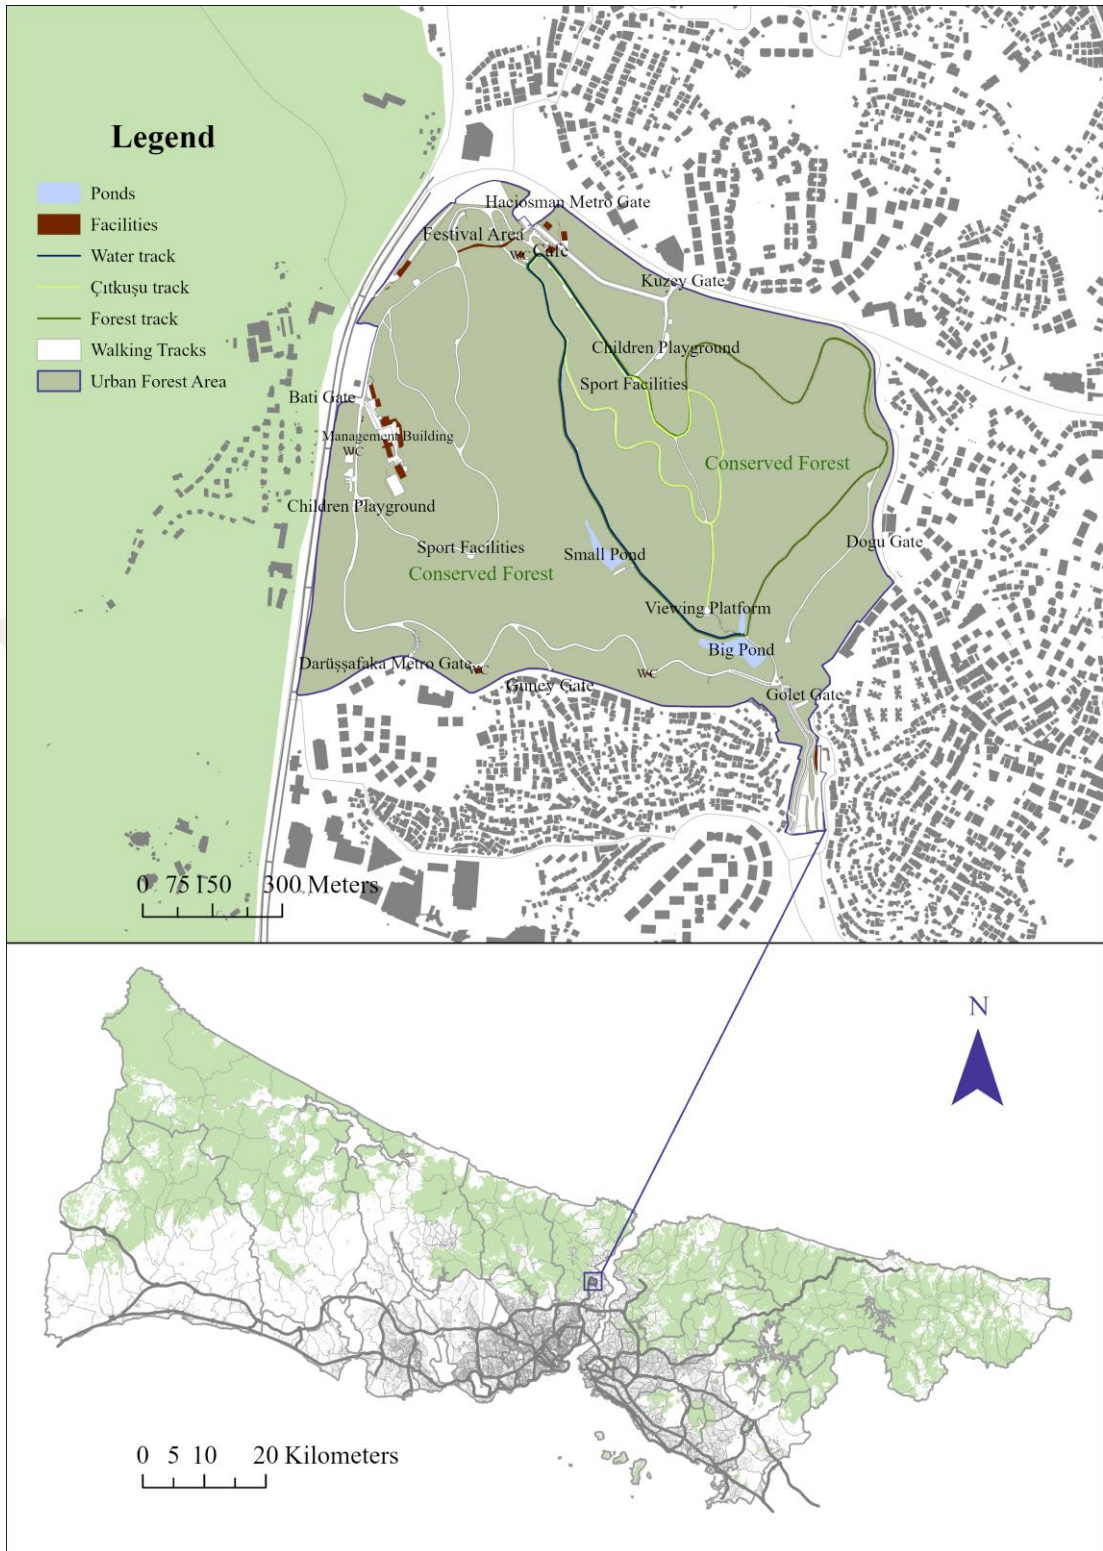 Legend
Ponds
Facilities
Water track
Çıtkuşu track
Forest track
Walking Tracks
Urban Forest Area
Haciosman Metro Gate
Festival Area
WC
Cafe
Kuzey Gate
Children Playground
Sport Facilities
Bati Gate
Management Building
WC
Conserved Forest
Children Playground
Dogu Gate
Sport Facilities
Small Pond
Conserved Forest
Viewing Platform
Big Pond
Darüşşafaka Metro Gate
WC
WC
Guney Gate
Golet Gate
0 75 150 300 Meters
N
0 5 10 20 Kilometers